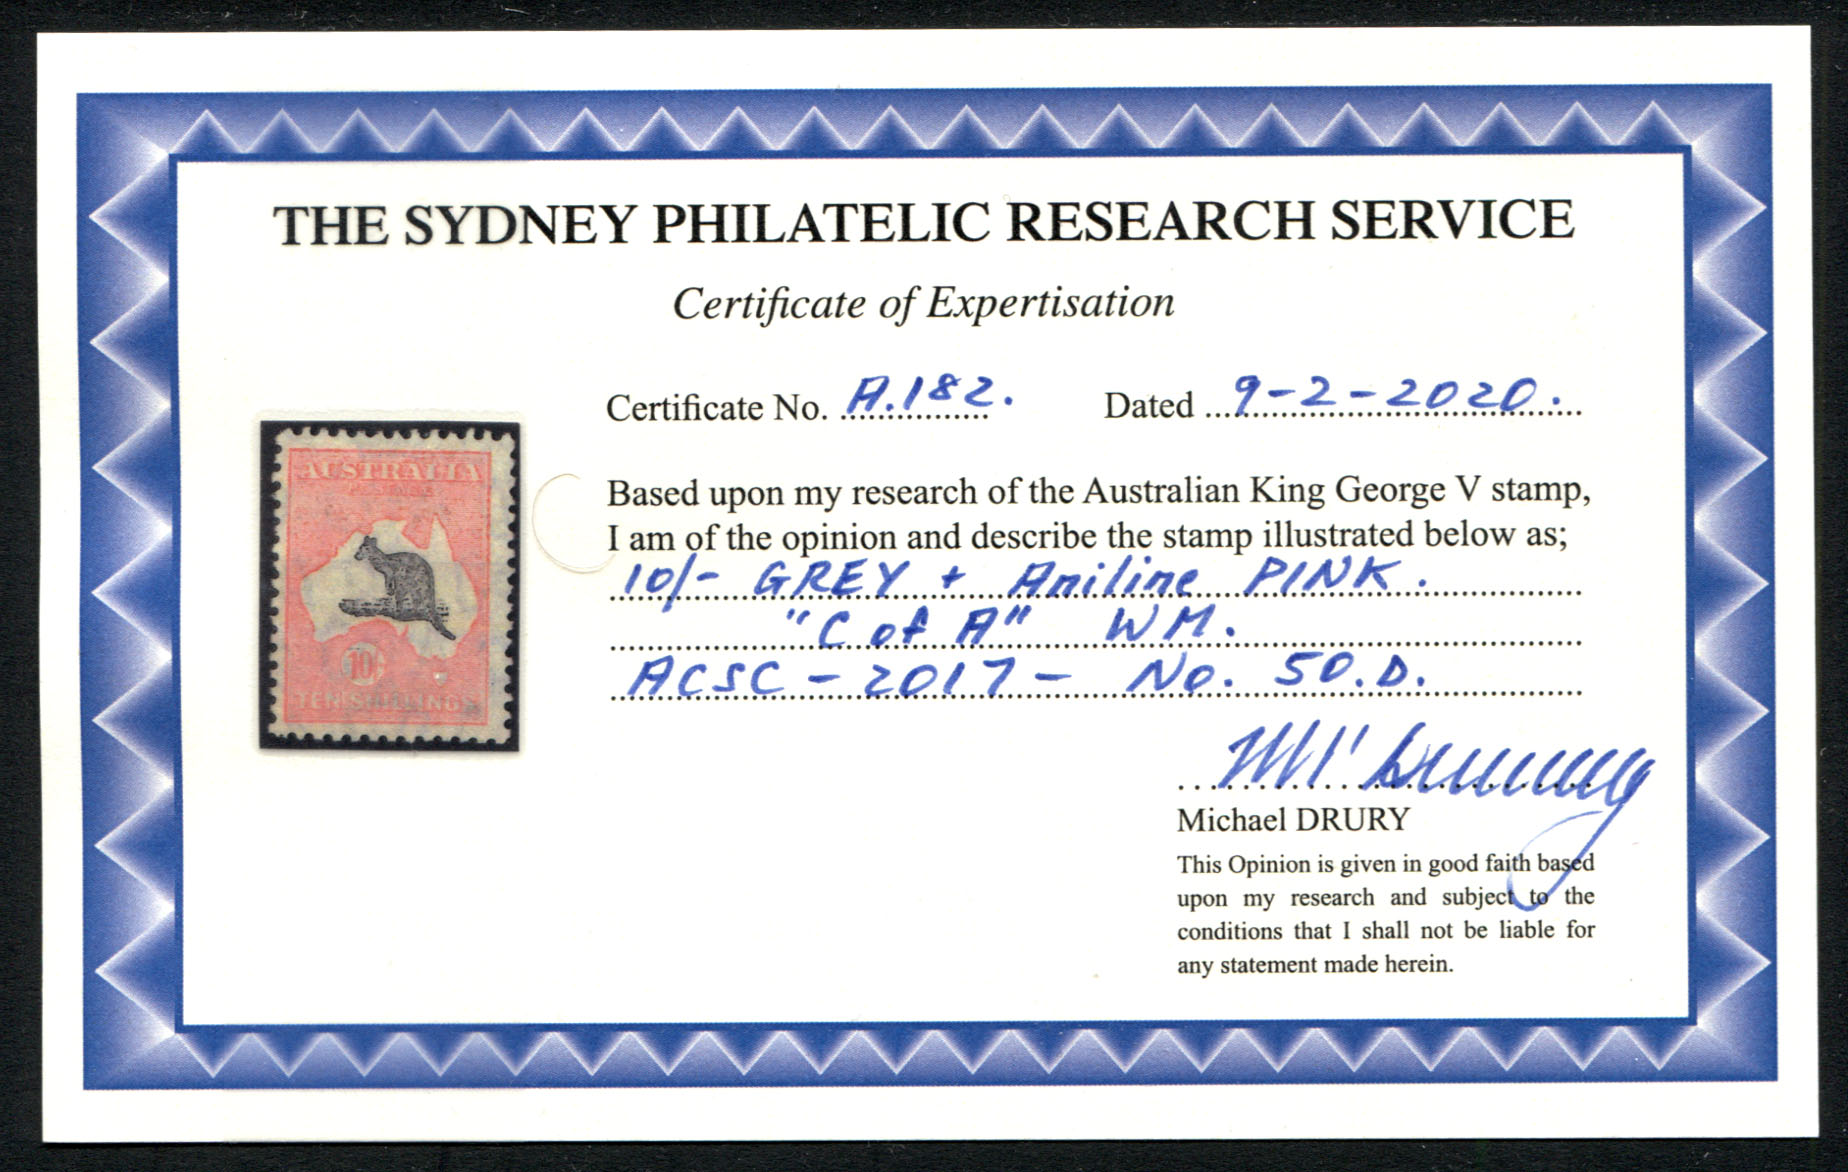 THE SYDNEY PHILATELIC RESEARCH SERVICE
Certificate of Expertisation
Certificate No. A.182. Dated 9-2-2020.
AUSTRALIA
POSTAGE
10/-
TEN SHILLINGS
Based upon my research of the Australian King George V stamp,
I am of the opinion and describe the stamp illustrated below as;
10/- GREY + Aniline PINK.
"C of A" WM.
ACSC - 2017 - No. 50.D.
Michael DRURY
This Opinion is given in good faith based
upon my research and subject to the
conditions that I shall not be liable for
any statement made herein.